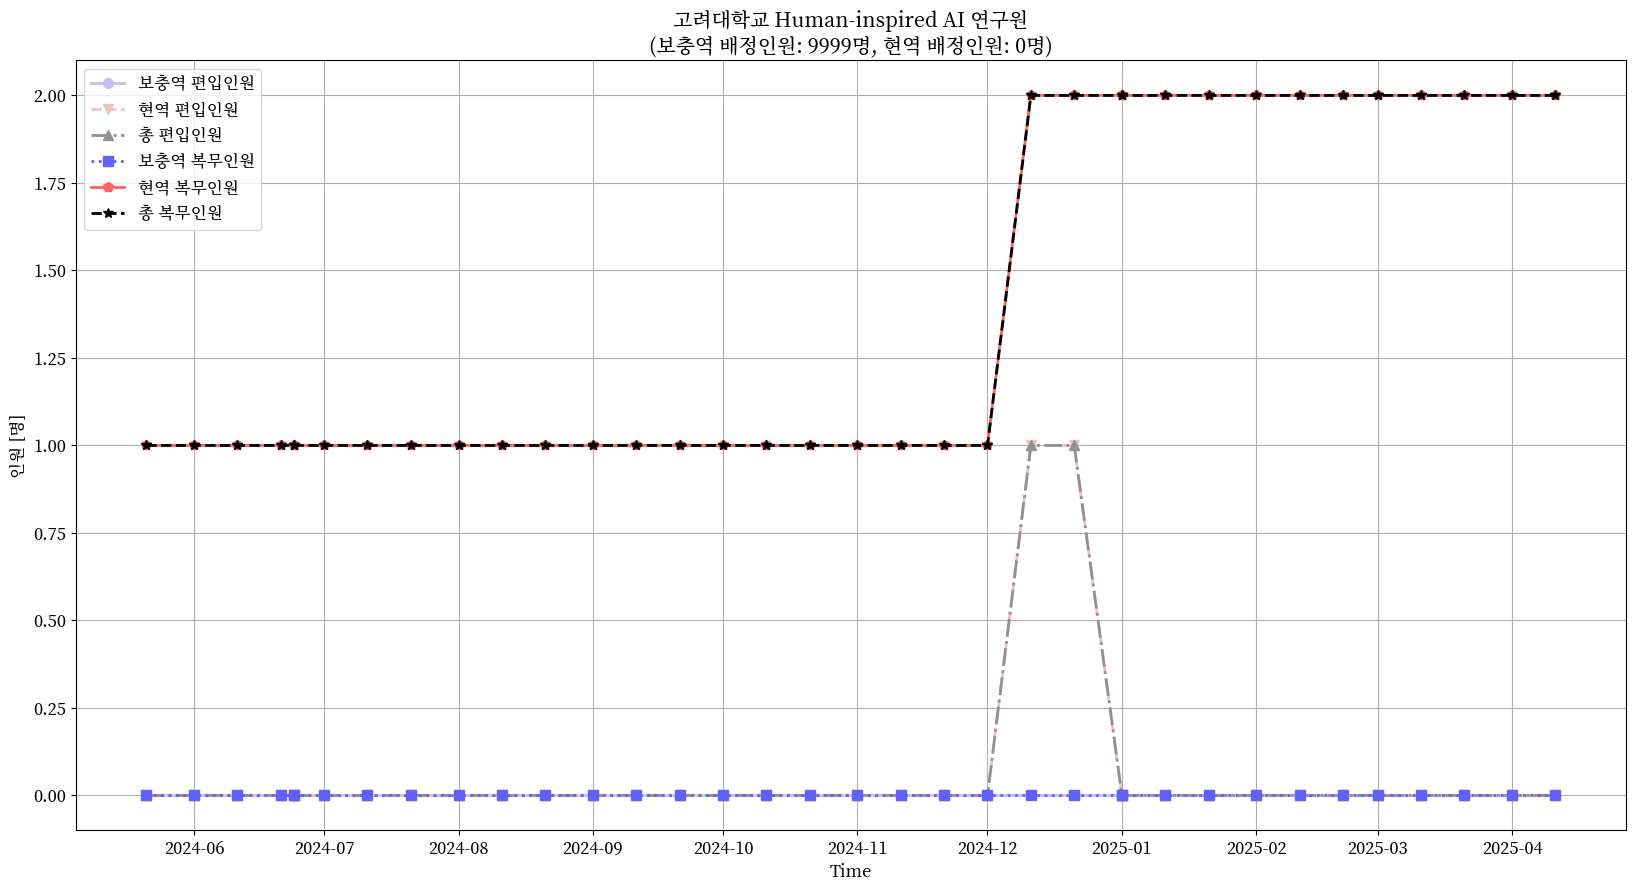 고려대학교 Human-inspired AI 연구원
(보충역 배정인원: 9999명, 현역 배정인원: 0명)
보충역 편입인원
현역 편입인원
총 편입인원
보충역 복무인원
현역 복무인원
총 복무인원
2.00
1.75
1.50
1.25
1.00
0.75
0.50
0.25
0.00
인원 [명]
2024-06
2024-07
2024-08
2024-09
2024-10
2024-11
2024-12
2025-01
2025-02
2025-03
2025-04
Time